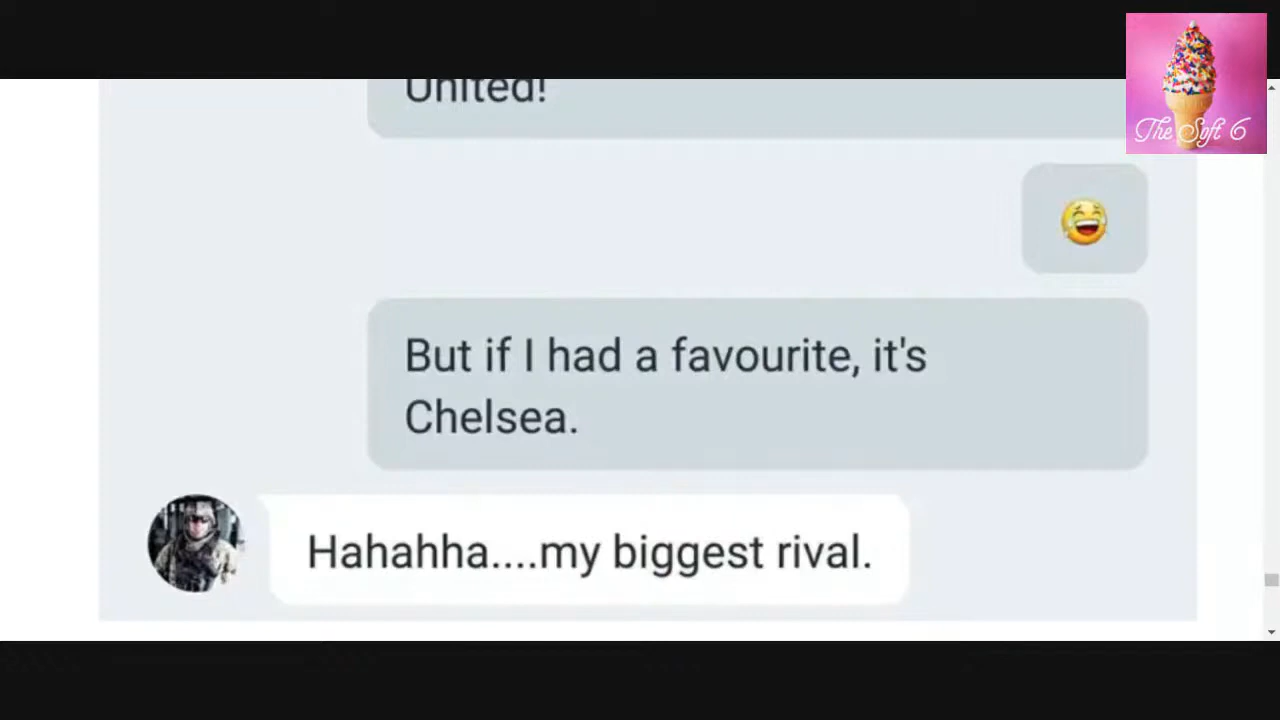 United!
The Soft 6
😂
But if I had a favourite, it's
Chelsea.
Hahahha....my biggest rival.